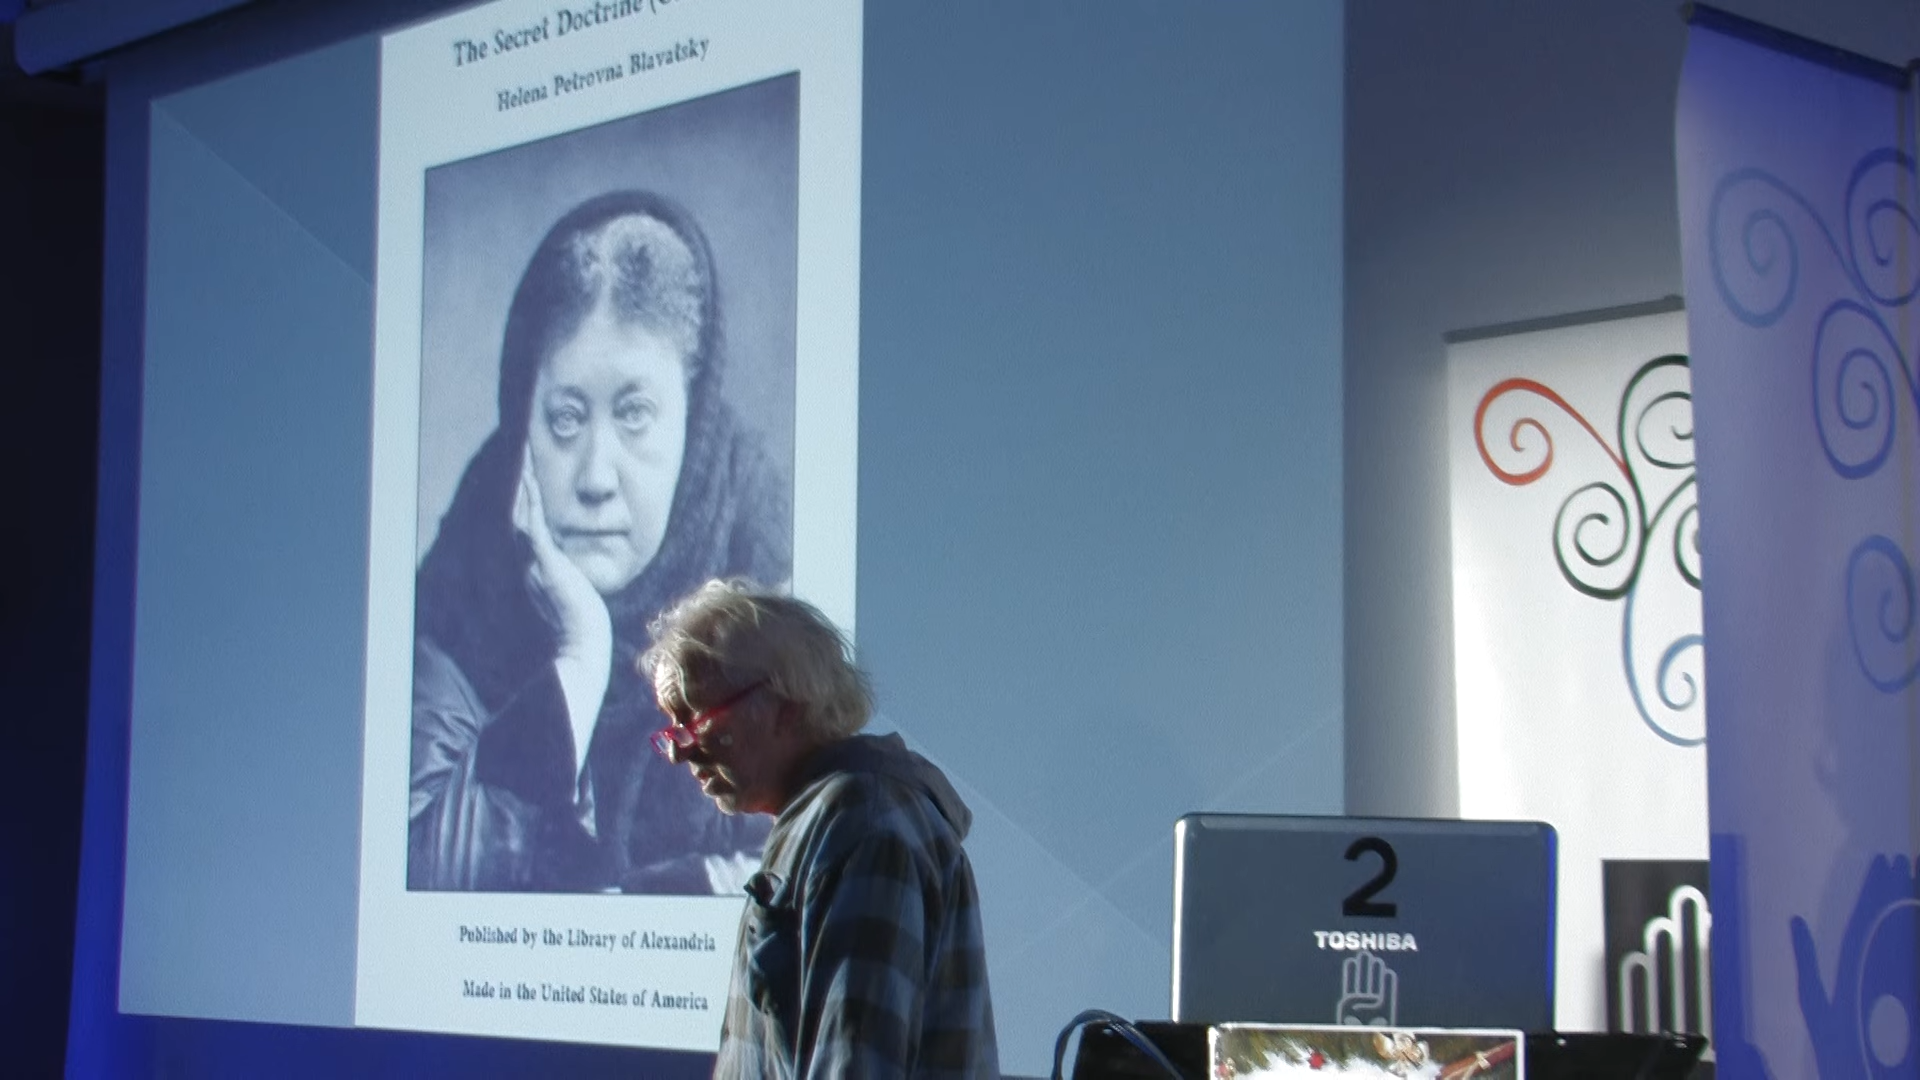 The Secret Doctrine
Helena Petrovna Blavatsky
Published by the Library of Alexandria
Made in the United States of America
2
TOSHIBA